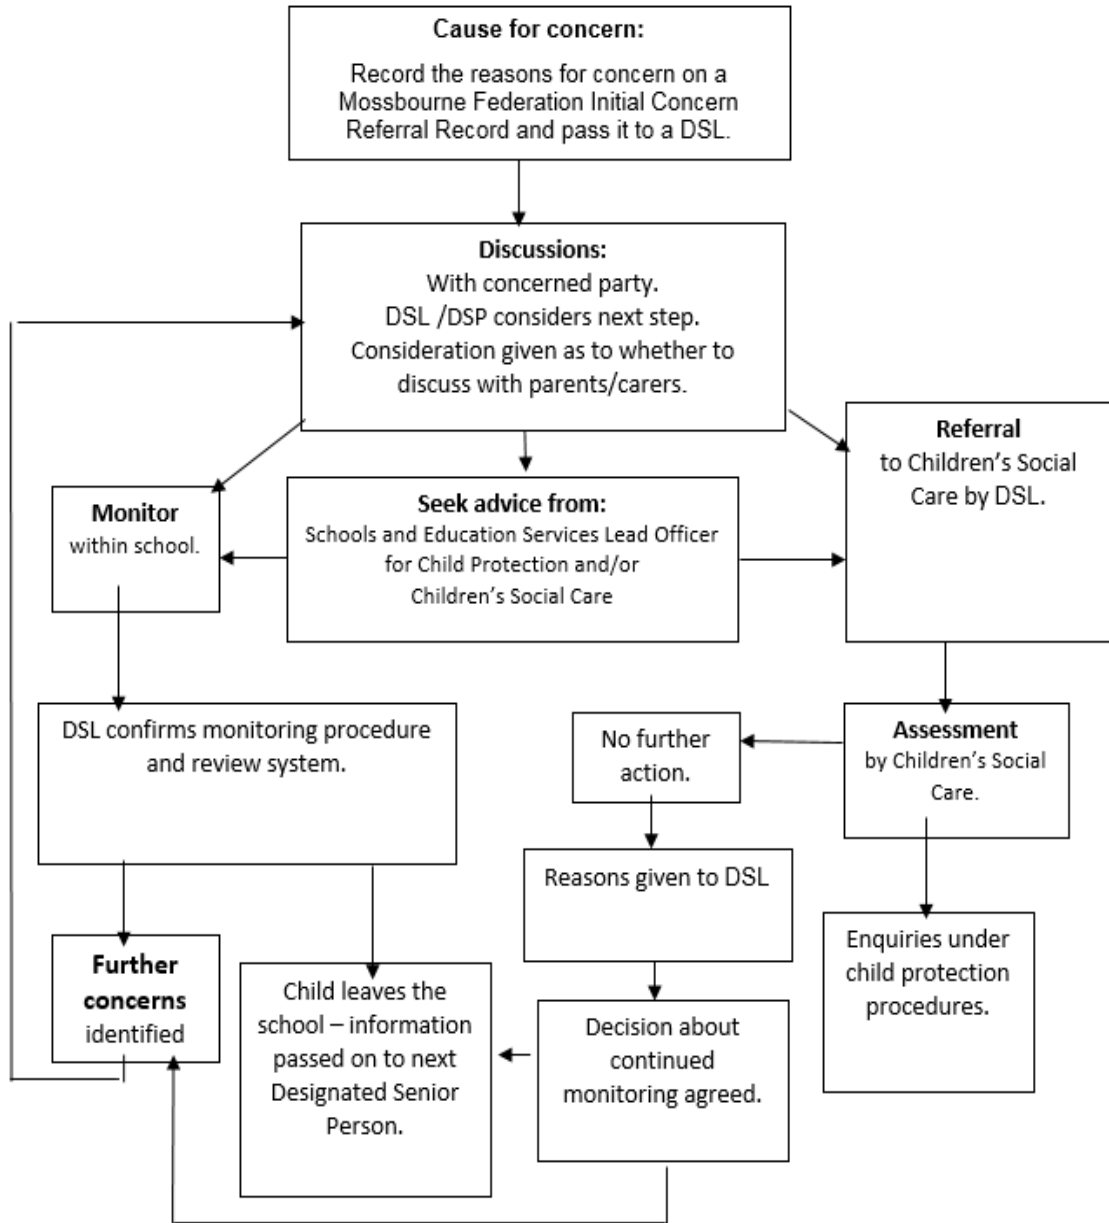 Cause for concern:
Record the reasons for concern on a
Mossbourne Federation Initial Concern
Referral Record and pass it to a DSL.
Discussions:
With concerned party.
DSL /DSP considers next step.
Consideration given as to whether to
discuss with parents/carers.
Referral
to Children's Social
Care by DSL.
Monitor
within school.
Seek advice from:
Schools and Education Services Lead Officer
for Child Protection and/or
Children's Social Care
DSL confirms monitoring procedure
and review system.
No further
action.
Assessment
by Children's Social
Care.
Reasons given to DSL
Enquiries under
child protection
procedures.
Further
concerns
identified
Child leaves the
school – information
passed on to next
Designated Senior
Person.
Decision about
continued
monitoring agreed.